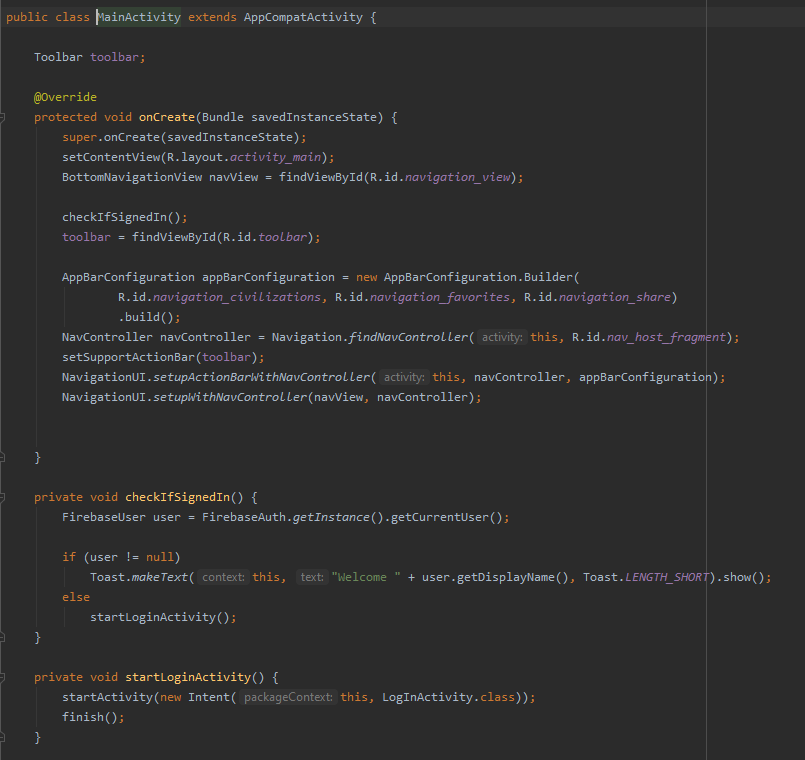 public class MainActivity extends AppCompatActivity {
Toolbar toolbar;
@Override
protected void onCreate(Bundle savedInstanceState) {
super.onCreate(savedInstanceState);
setContentView(R.layout.activity_main);
BottomNavigationView navView = findViewById(R.id.navigation_view);
checkIfSignedIn();
toolbar = findViewById(R.id.toolbar);
AppBarConfiguration appBarConfiguration = new AppBarConfiguration.Builder(
R.id.navigation_civilizations, R.id.navigation_favorites, R.id.navigation_share)
.build();
NavController navController = Navigation.findNavController( activity: this, R.id.nav_host_fragment);
setSupportActionBar(toolbar);
NavigationUI.setupActionBarWithNavController( activity: this, navController, appBarConfiguration);
NavigationUI.setupWithNavController(navView, navController);
}
private void checkIfSignedIn() {
FirebaseUser user = FirebaseAuth.getInstance().getCurrentUser();
if (user != null)
Toast.makeText( context: this, text: "Welcome " + user.getDisplayName(), Toast.LENGTH_SHORT).show();
else
startLoginActivity();
}
private void startLoginActivity() {
startActivity(new Intent( packageContext: this, LogInActivity.class));
finish();
}